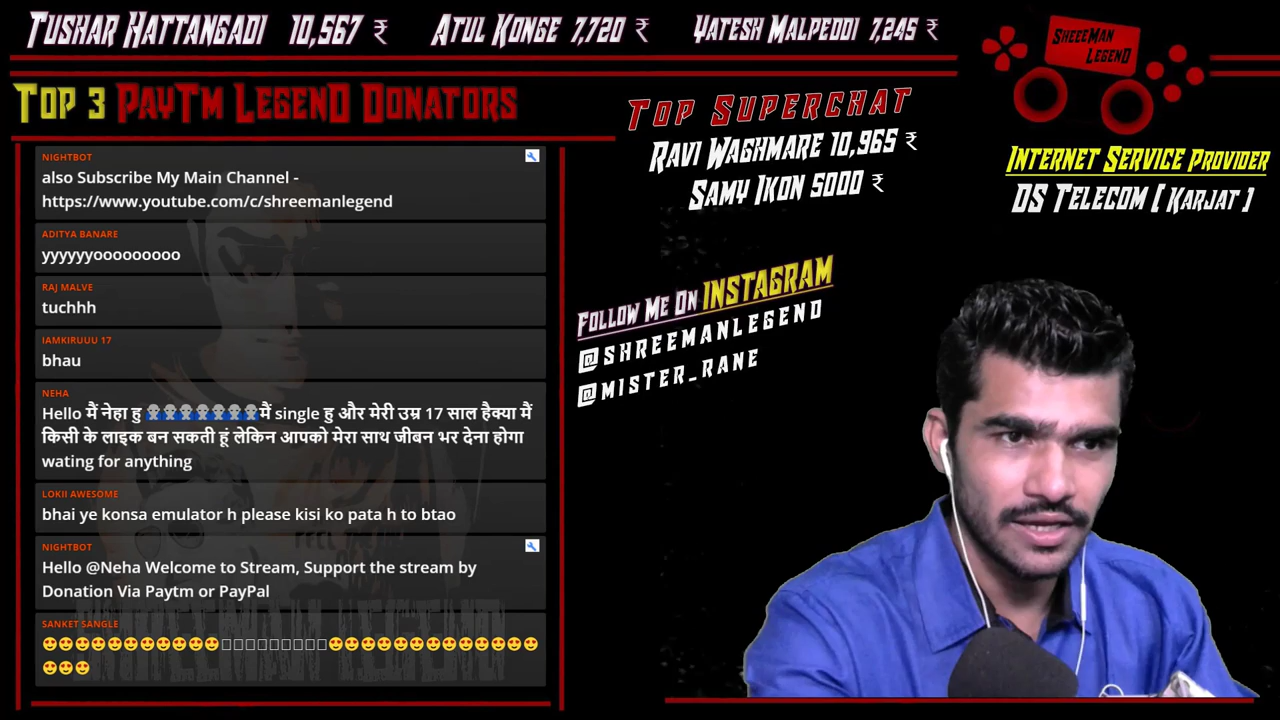 Tushar Hattangadi 10,567 ₹ Atul Konge 7,720 ₹ Yatesh Malpeddi 7,245 ₹
SheeeMan
LegenD
Top 3 PayTm LegenD Donators
Top Superchat
Ravi Waghmare 10,965 ₹
Samy Ikon 5000 ₹
Internet Service Provider
DS Telecom [ Karjat ]
NIGHTBOT
also Subscribe My Main Channel -
https://www.youtube.com/c/shreemanlegend
ADITYA BANARE
yyyyyyooooooooo
RAJ MALVE
tuchhh
IAMKIRUUU 17
bhau
NEHA
Hello मैं नेहा हु 👽👽👽👽👽👽👽मैं single हु और मेरी उम्र 17 साल हैक्या मैं
किसी के लाइक बन सकती हूं लेकिन आपको मेरा साथ जीबन भर देना होगा
wating for anything
LOKII AWESOME
bhai ye konsa emulator h please kisi ko pata h to btao
NIGHTBOT
Hello @Neha Welcome to Stream, Support the stream by
Donation Via Paytm or PayPal
SANKET SANGLE
Follow Me On Instagram
@shreemanlegend
@mister_rane